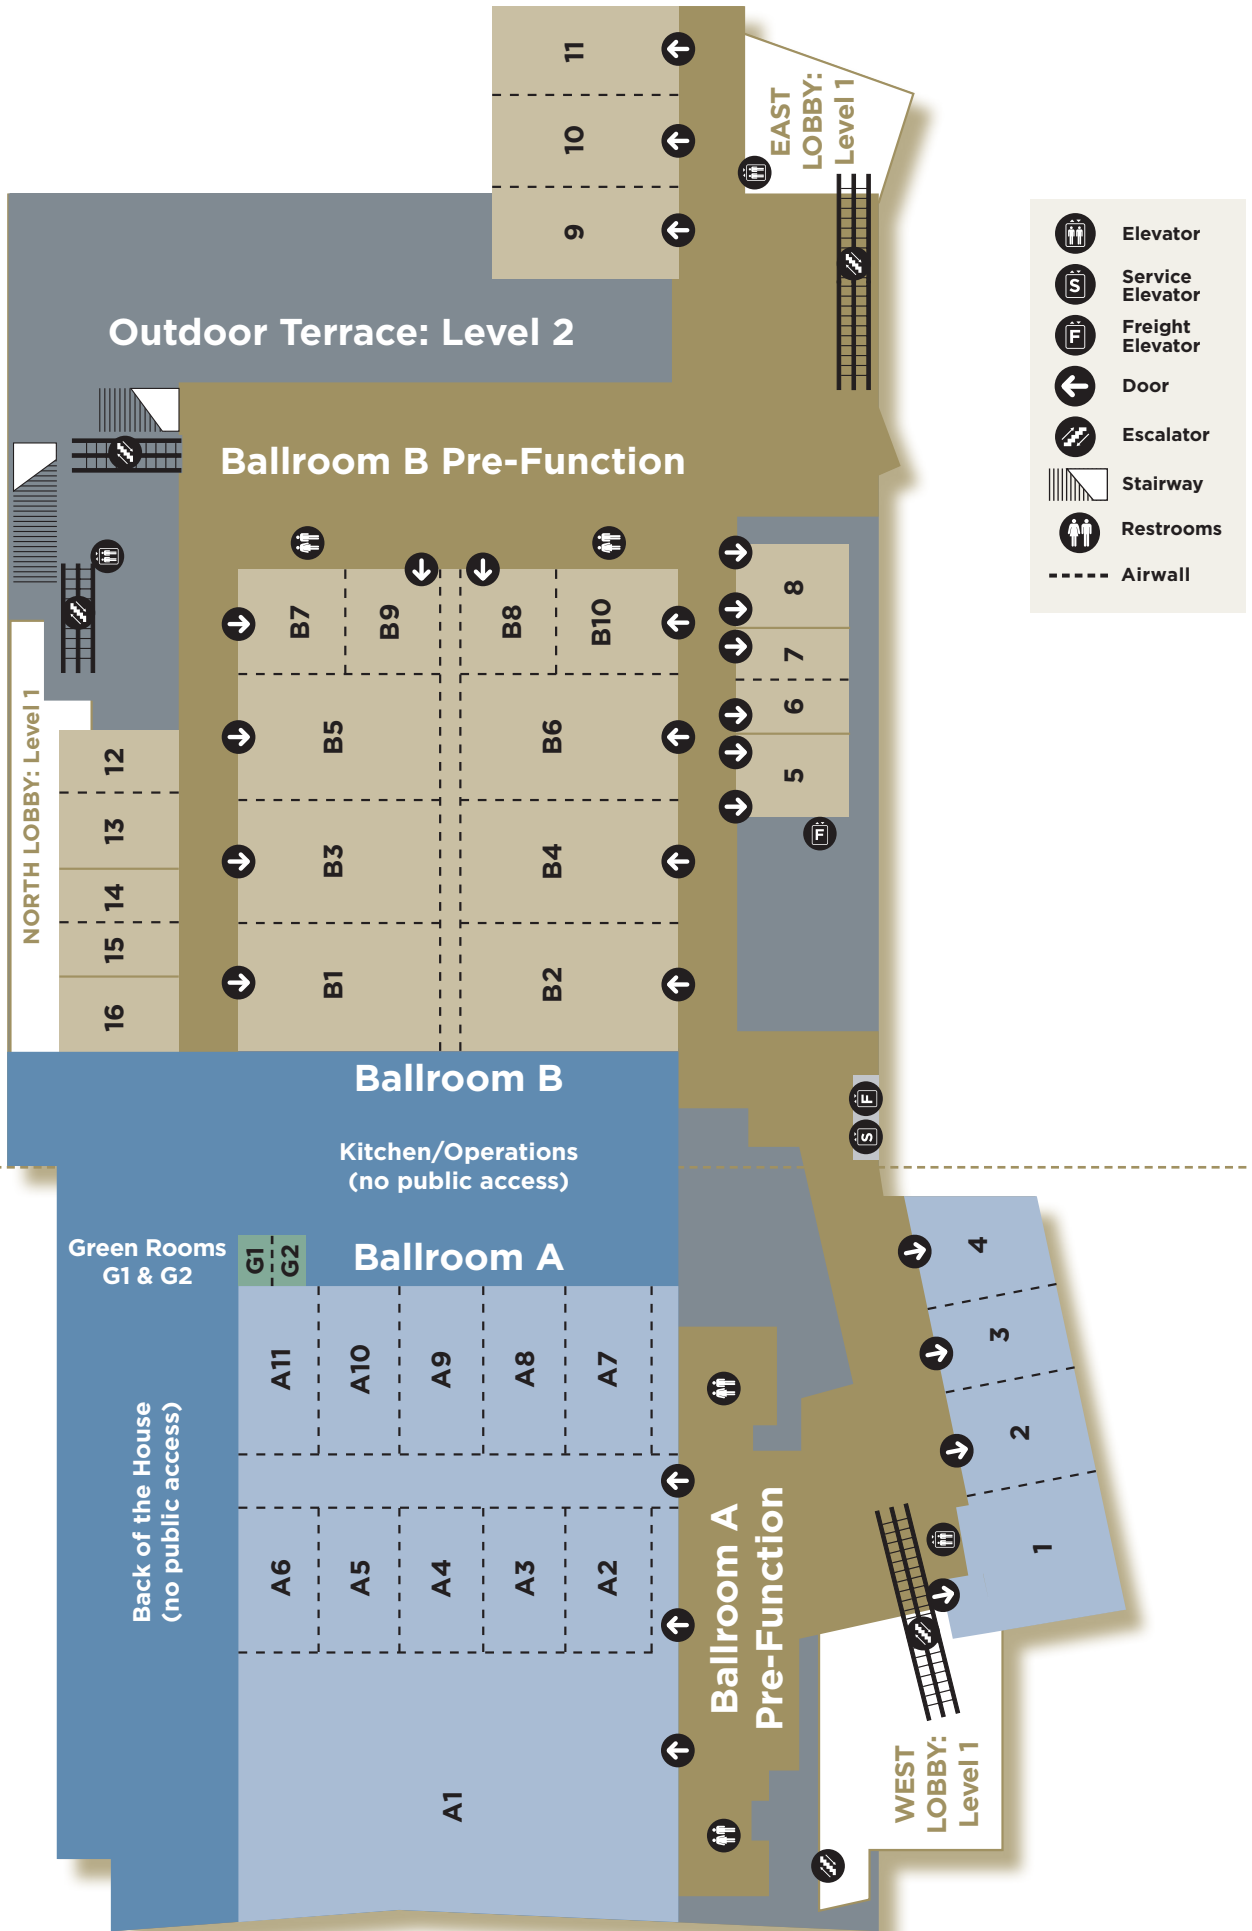 11
10
9
EAST
LOBBY:
Level 1
Elevator
S
Service
Elevator
F
Freight
Elevator
Door
Escalator
Stairway
Restrooms
Airwall
Outdoor Terrace: Level 2
Ballroom B Pre-Function
B7
B9
B8
B10
B5
B6
B3
B4
B1
B2
8
7
6
5
F
NORTH LOBBY: Level 1
12
13
14
15
16
Ballroom B
Kitchen/Operations
(no public access)
F
S
Green Rooms
G1 & G2
G1
G2
Ballroom A
Back of the House
(no public access)
A11
A10
A9
A8
A7
A6
A5
A4
A3
A2
A1
Ballroom A
Pre-Function
4
3
2
1
WEST
LOBBY:
Level 1